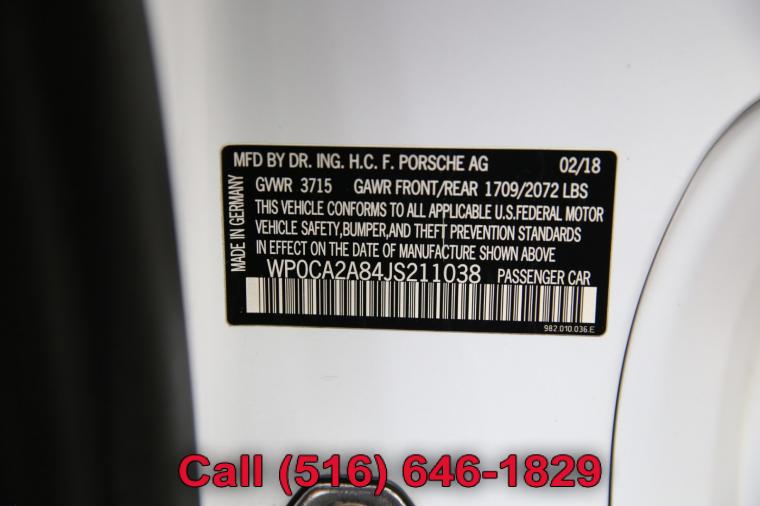 MFD BY DR. ING. H.C. F. PORSCHE AG 02/18
GVWR 3715 GAWR FRONT/REAR 1709/2072 LBS
THIS VEHICLE CONFORMS TO ALL APPLICABLE U.S.FEDERAL MOTOR
VEHICLE SAFETY,BUMPER,AND THEFT PREVENTION STANDARDS
IN EFFECT ON THE DATE OF MANUFACTURE SHOWN ABOVE
WP0CA2A84JS211038 PASSENGER CAR
MADE IN GERMANY
982.010.036.E
Call (516) 646-1829